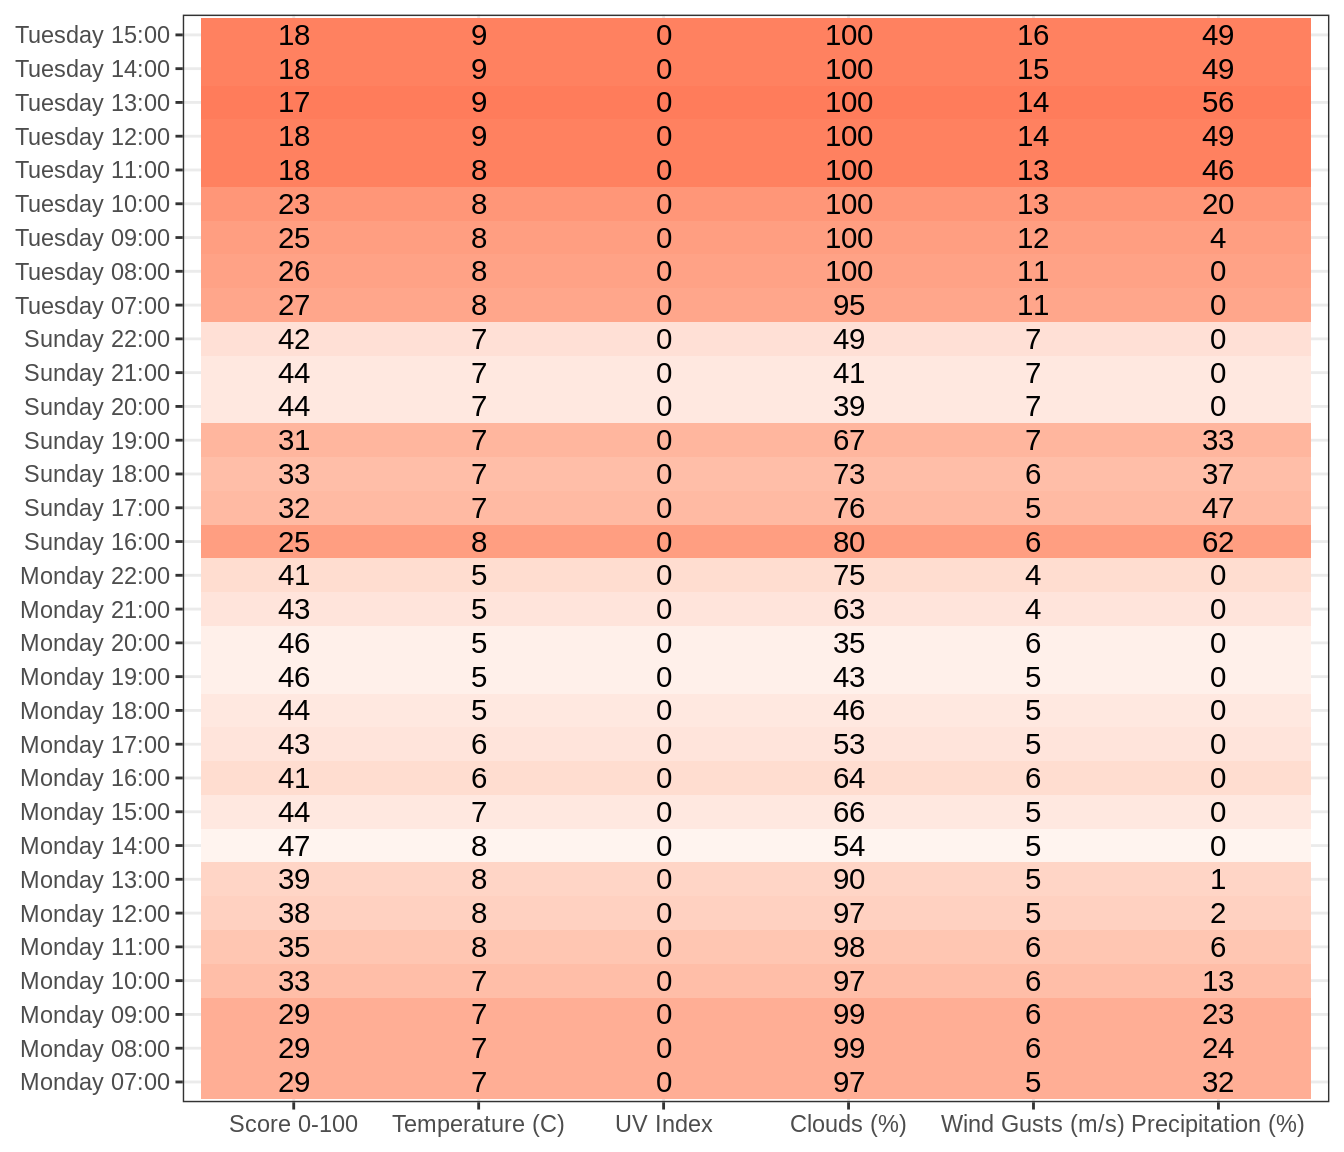 Tuesday 15:00 18 9 0 100 16 49
Tuesday 14:00 18 9 0 100 15 49
Tuesday 13:00 17 9 0 100 14 56
Tuesday 12:00 18 9 0 100 14 49
Tuesday 11:00 18 8 0 100 13 46
Tuesday 10:00 23 8 0 100 13 20
Tuesday 09:00 25 8 0 100 12 4
Tuesday 08:00 26 8 0 100 11 0
Tuesday 07:00 27 8 0 95 11 0
Sunday 22:00 42 7 0 49 7 0
Sunday 21:00 44 7 0 41 7 0
Sunday 20:00 44 7 0 39 7 0
Sunday 19:00 31 7 0 67 7 33
Sunday 18:00 33 7 0 73 6 37
Sunday 17:00 32 7 0 76 5 47
Sunday 16:00 25 8 0 80 6 62
Monday 22:00 41 5 0 75 4 0
Monday 21:00 43 5 0 63 4 0
Monday 20:00 46 5 0 35 6 0
Monday 19:00 46 5 0 43 5 0
Monday 18:00 44 5 0 46 5 0
Monday 17:00 43 6 0 53 5 0
Monday 16:00 41 6 0 64 6 0
Monday 15:00 44 7 0 66 5 0
Monday 14:00 47 8 0 54 5 0
Monday 13:00 39 8 0 90 5 1
Monday 12:00 38 8 0 97 5 2
Monday 11:00 35 8 0 98 6 6
Monday 10:00 33 7 0 97 6 13
Monday 09:00 29 7 0 99 6 23
Monday 08:00 29 7 0 99 6 24
Monday 07:00 29 7 0 97 5 32
Score 0-100 Temperature (C) UV Index Clouds (%) Wind Gusts (m/s) Precipitation (%)